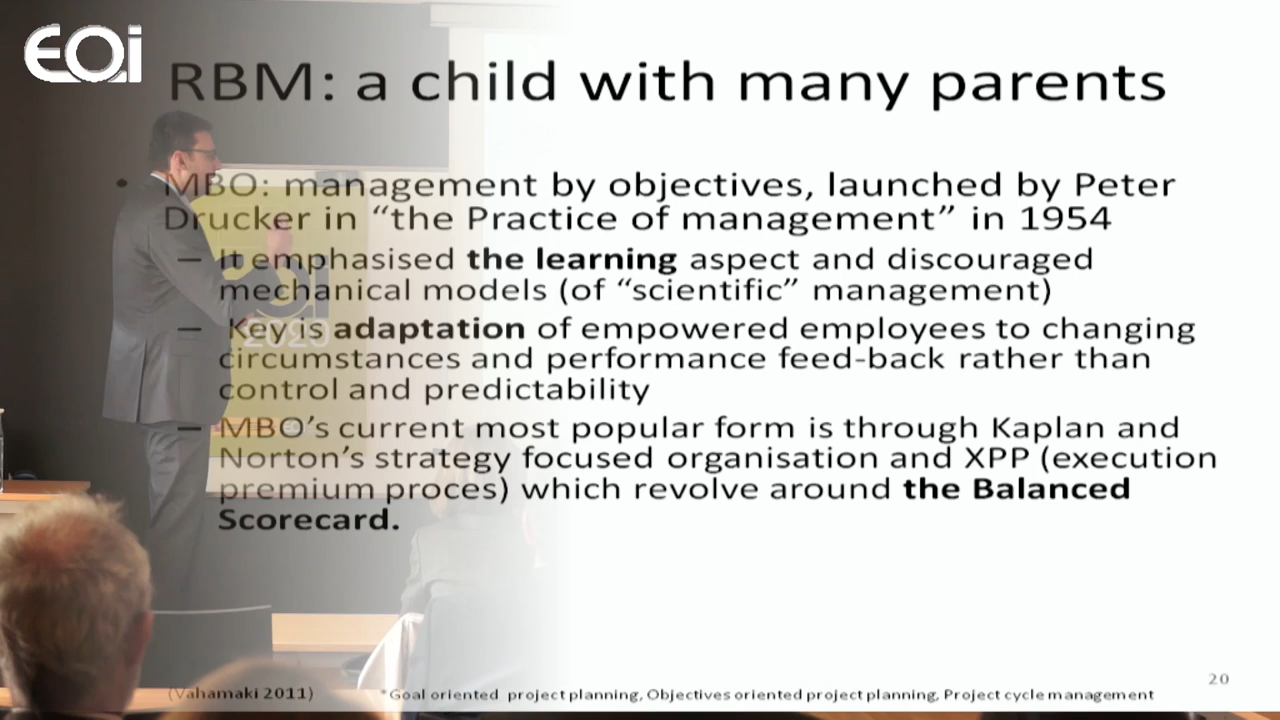 EOi
RBM: a child with many parents
• MBO: management by objectives, launched by Peter
Drucker in “the Practice of management” in 1954
– It emphasised the learning aspect and discouraged
mechanical models (of “scientific” management)
– Key is adaptation of empowered employees to changing
circumstances and performance feed-back rather than
control and predictability
– MBO’s current most popular form is through Kaplan and
Norton’s strategy focused organisation and XPP (execution
premium proces) which revolve around the Balanced
Scorecard.
2020
20
(Vahamaki 2011) *Goal oriented project planning, Objectives oriented project planning, Project cycle management